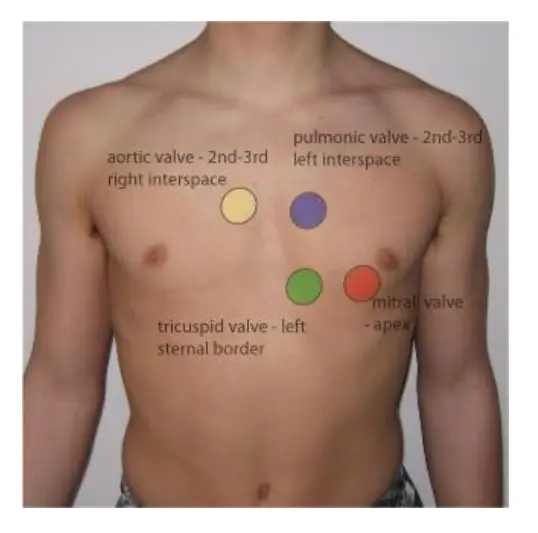 aortic valve - 2nd-3rd
right interspace
pulmonic valve - 2nd-3rd
left interspace
tricuspid valve - left
sternal border
mitral valve
- apex